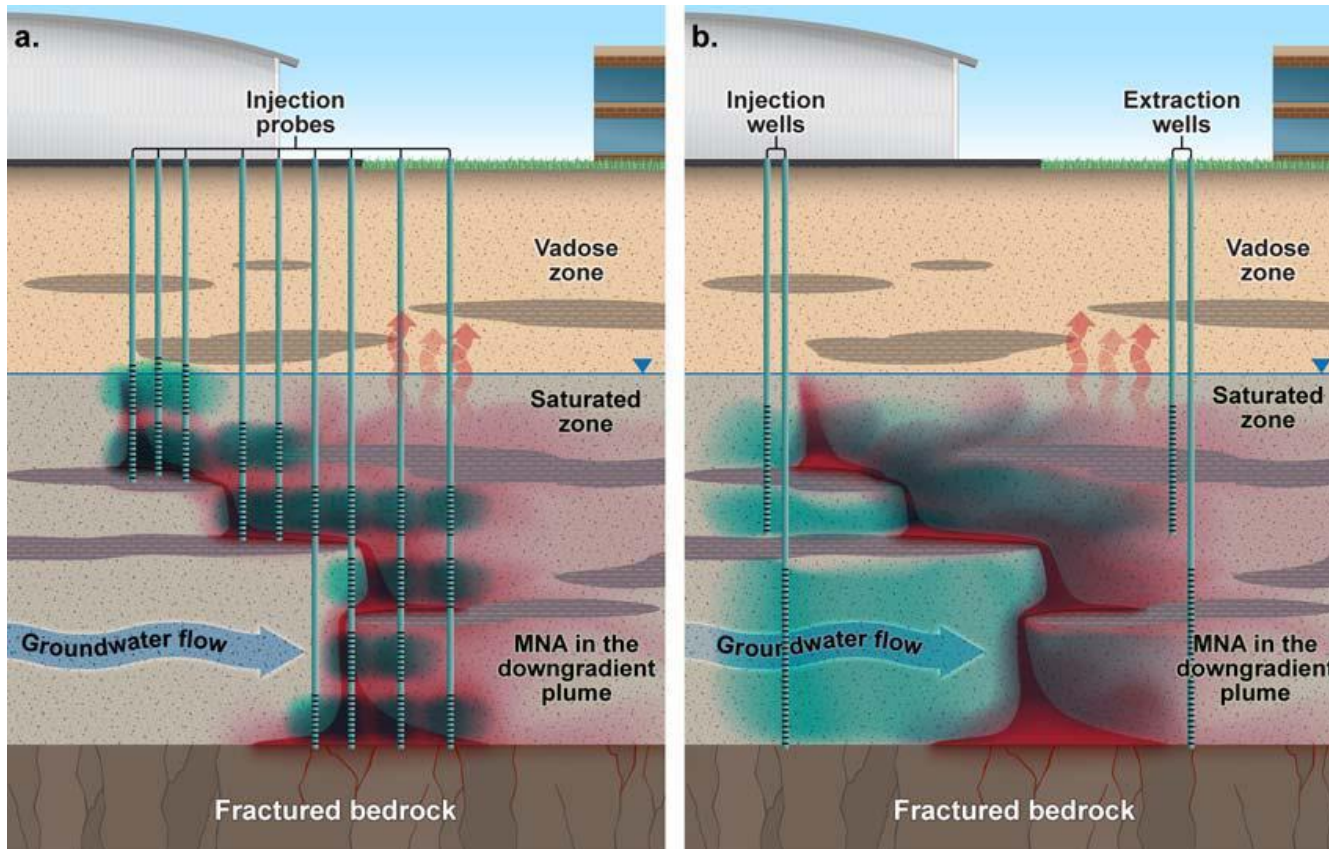 a.
Injection
probes
Vadose
zone
Saturated
zone
Groundwater flow
MNA in the
downgradient
plume
Fractured bedrock
b.
Injection
wells
Extraction
wells
Vadose
zone
Saturated
zone
Groundwater flow
MNA in the
downgradient
plume
Fractured bedrock